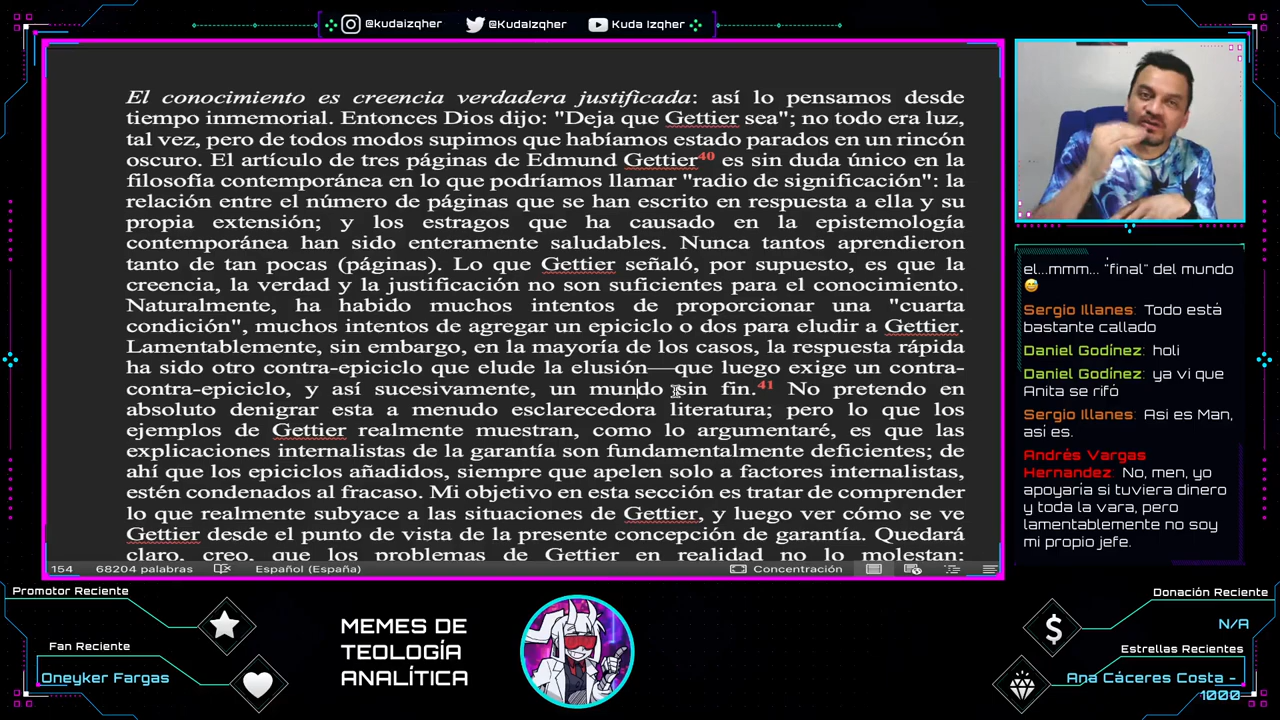 @kudaizqher
@KudaIzqher
Kuda Izqher
El conocimiento es creencia verdadera justificada: así lo pensamos desde
tiempo inmemorial. Entonces Dios dijo: "Deja que Gettier sea"; no todo era luz,
tal vez, pero de todos modos supimos que habíamos estado parados en un rincón
oscuro. El artículo de tres páginas de Edmund Gettier40 es sin duda único en la
filosofía contemporánea en lo que podríamos llamar "radio de significación": la
relación entre el número de páginas que se han escrito en respuesta a ella y su
propia extensión; y los estragos que ha causado en la epistemología
contemporánea han sido enteramente saludables. Nunca tantos aprendieron
tanto de tan pocas (páginas). Lo que Gettier señaló, por supuesto, es que la
creencia, la verdad y la justificación no son suficientes para el conocimiento.
Naturalmente, ha habido muchos intentos de proporcionar una "cuarta
condición", muchos intentos de agregar un epiciclo o dos para eludir a Gettier.
Lamentablemente, sin embargo, en la mayoría de los casos, la respuesta rápida
ha sido otro contra-epiciclo que elude la elusión—que luego exige un contra-
contra-epiciclo, y así sucesivamente, un mundo sin fin.41 No pretendo en
absoluto denigrar esta a menudo esclarecedora literatura; pero lo que los
ejemplos de Gettier realmente muestran, como lo argumentaré, es que las
explicaciones internalistas de la garantía son fundamentalmente deficientes; de
ahí que los epiciclos añadidos, siempre que apelen solo a factores internalistas,
estén condenados al fracaso. Mi objetivo en esta sección es tratar de comprender
lo que realmente subyace a las situaciones de Gettier, y luego ver cómo se ve
Gettier desde el punto de vista de la presente concepción de garantía. Quedará
claro, creo, que los problemas de Gettier en realidad no lo molestan:
154
68204 palabras
Español (España)
Concentración
el...mmm... "final" del mundo
Sergio Illanes: Todo está
bastante callado
Daniel Godínez: holi
Daniel Godínez: ya vi que
Anita se rifó
Sergio Illanes: Asi es Man,
así es.
Andrés Vargas
Hernandez: No, men, yo
apoyaria si tuviera dinero
y toda la vara, pero
lamentablemente no soy
mi propio jefe.
Promotor Reciente
Fan Reciente
Oneyker Fargas
MEMES DE
TEOLOGÍA
ANALÍTICA
Donación Reciente
N/A
Estrellas Recientes
Ana Cáceres Costa -
1000